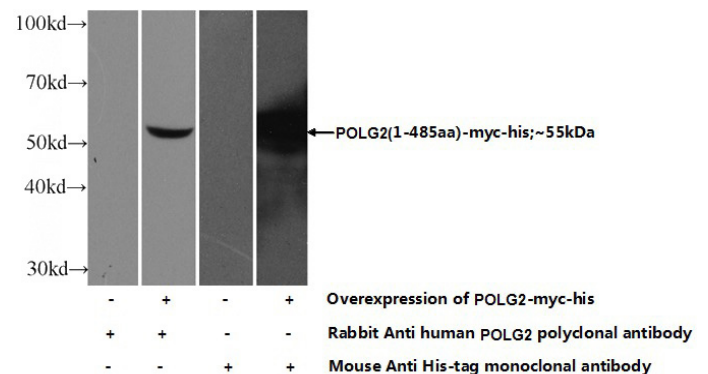 100kd→
70kd→
50kd→
←POLG2(1-485aa)-myc-his;~55kDa
40kd→
30kd→
- + - + Overexpression of POLG2-myc-his
+ + - - Rabbit Anti human POLG2 polyclonal antibody
- - + + Mouse Anti His-tag monoclonal antibody